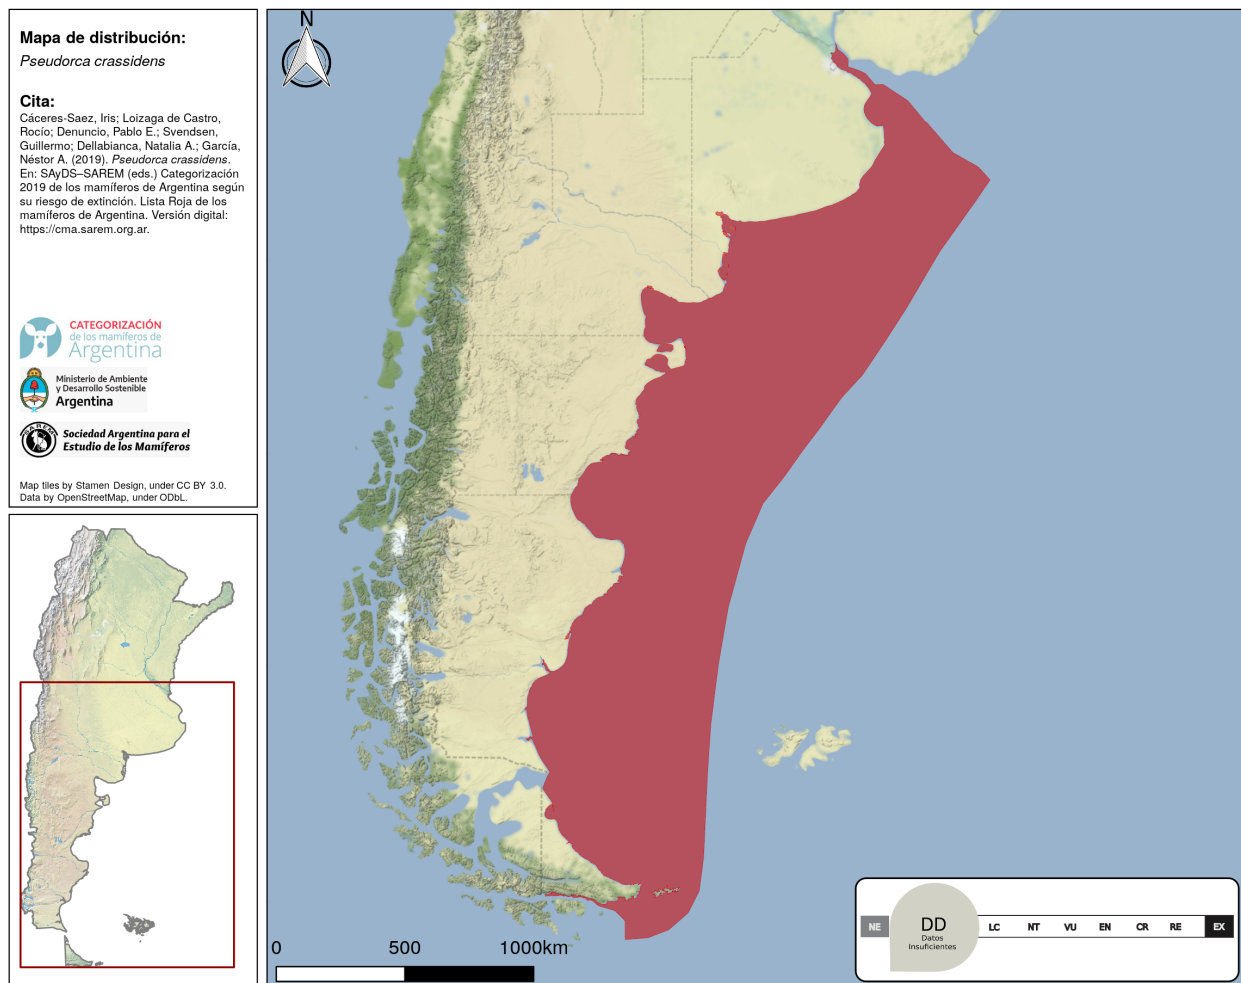 Mapa de distribución:
Pseudorca crassidens
Cita:
Cáceres-Saez, Iris; Loizaga de Castro,
Rocío; Denuncio, Pablo E.; Svendsen,
Guillermo; Dellabianca, Natalia A.; García,
Néstor A. (2019). Pseudorca crassidens.
En: SAyDS–SAREM (eds.) Categorización
2019 de los mamíferos de Argentina según
su riesgo de extinción. Lista Roja de los
mamíferos de Argentina. Versión digital:
https://cma.sarem.org.ar.
CATEGORIZACIÓN
de los mamíferos de
Argentina
Ministerio de Ambiente
y Desarrollo Sostenible
Argentina
SAREM
Sociedad Argentina para el
Estudio de los Mamíferos
Map tiles by Stamen Design, under CC BY 3.0.
Data by OpenStreetMap, under ODbL.
N
0 500 1000km
NE DD LC NT VU EN CR RE EX
Datos
Insuficientes